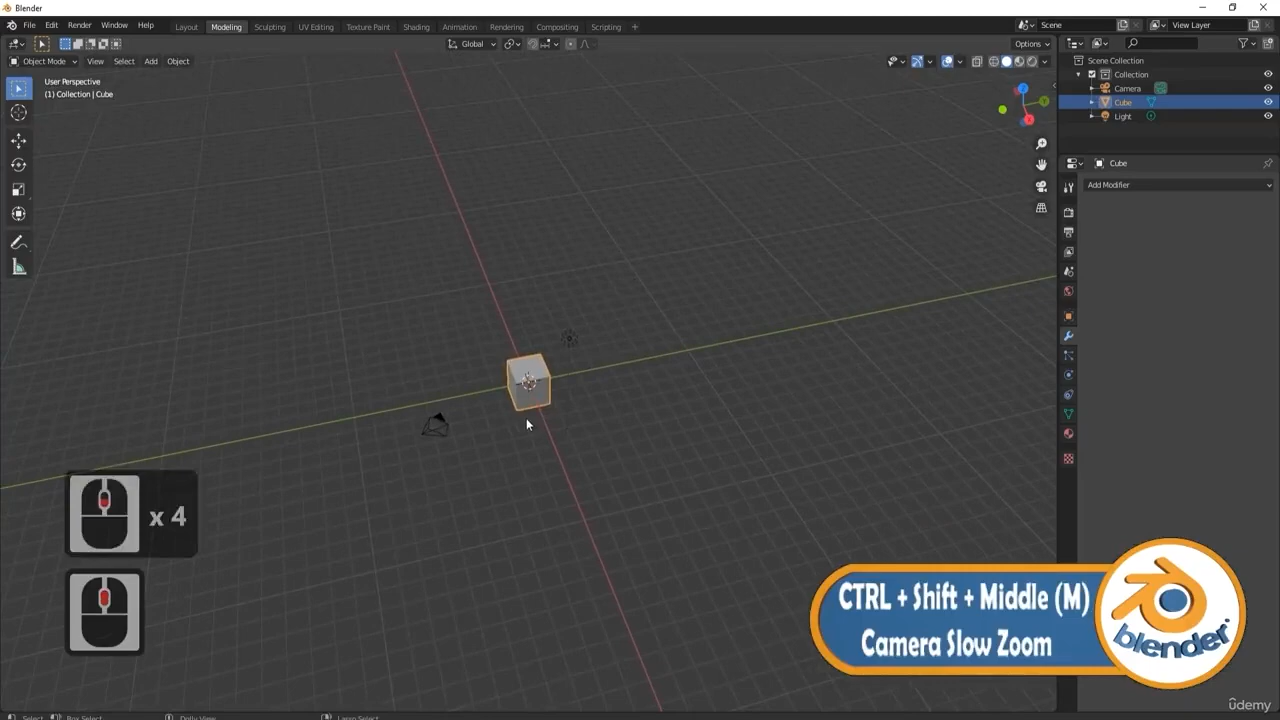 Blender
File Edit Render Window Help
Layout Modeling Sculpting UV Editing Texture Paint Shading Animation Rendering Compositing Scripting +
Scene
View Layer
Global
Options
Object Mode View Select Add Object
User Perspective
(1) Collection | Cube
Scene Collection
Collection
Camera
Cube
Light
Cube
Add Modifier
x 4
CTRL + Shift + Middle (M)
Camera Slow Zoom
blender
Select Box Select Dolly View Lasso Select
ûdemy